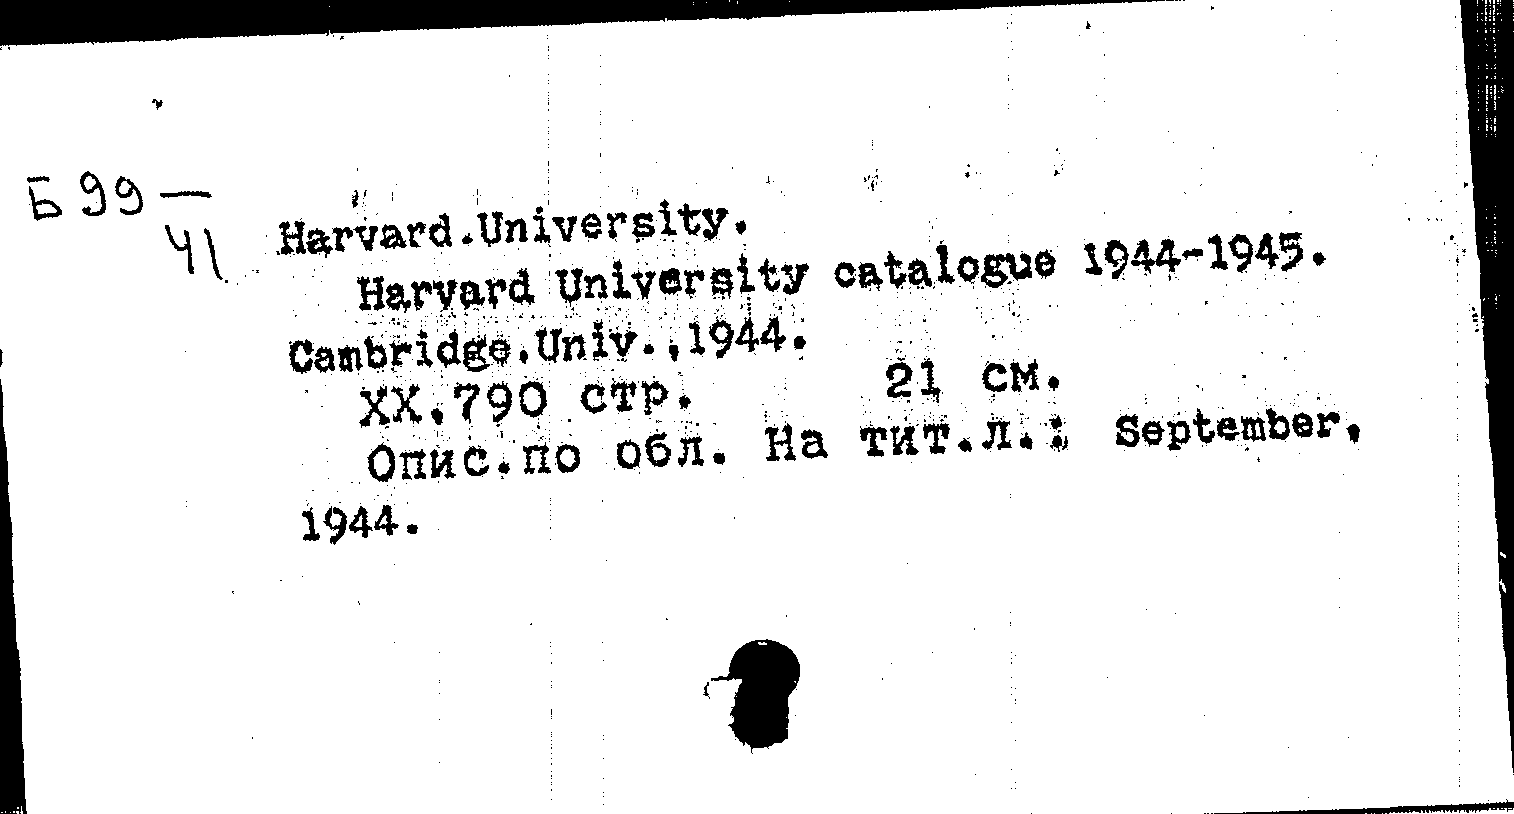 Б 99 —
41
Harvard.University.
Harvard University catalogue 1944-1945.
Cambridge.Univ.,1944.
XX,790 стр. 21 см.
Опис.по обл. На тит.л.: September,
1944.